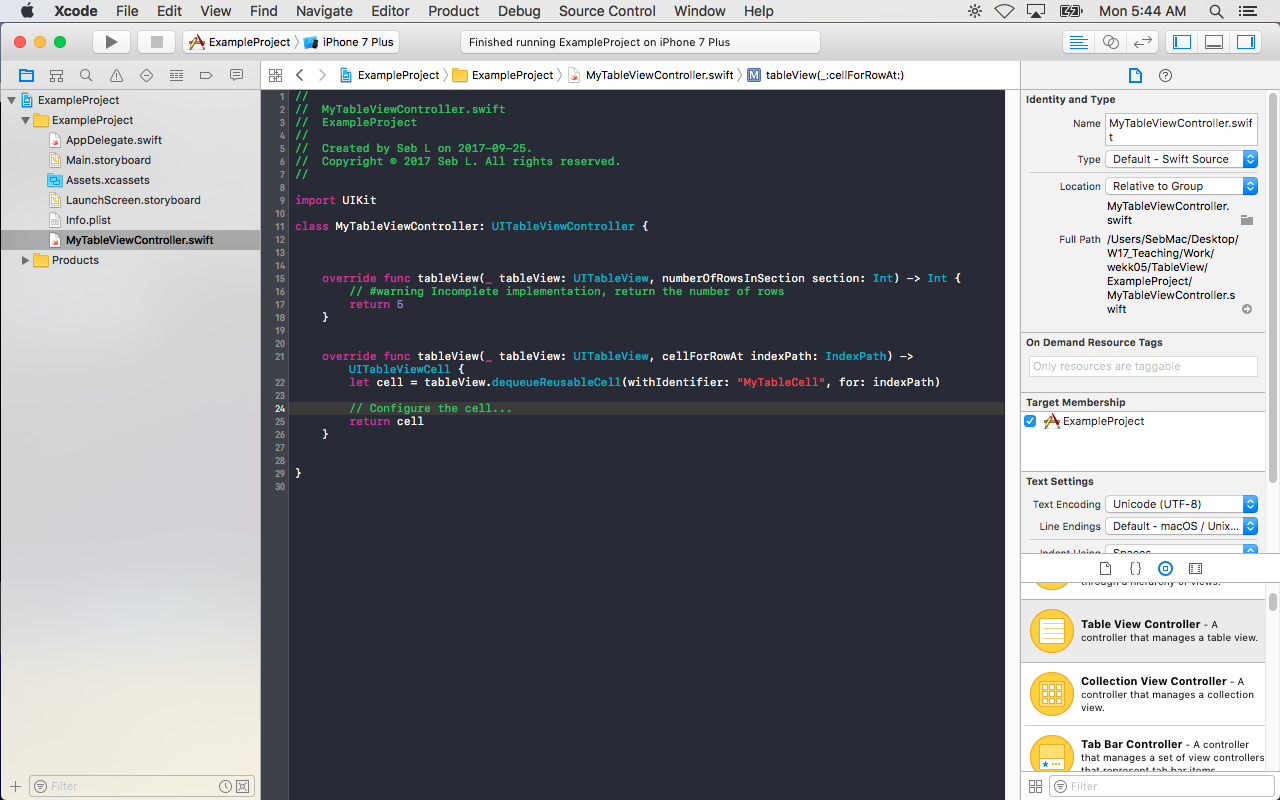 Xcode File Edit View Find Navigate Editor Product Debug Source Control Window Help Mon 5:44 AM
ExampleProject iPhone 7 Plus Finished running ExampleProject on iPhone 7 Plus
ExampleProject ExampleProject MyTableViewController.swift M tableView(_:cellForRowAt:)
ExampleProject
ExampleProject
AppDelegate.swift
Main.storyboard
Assets.xcassets
LaunchScreen.storyboard
Info.plist
MyTableViewController.swift
Products
Filter
1 //
2 //  MyTableViewController.swift
3 //  ExampleProject
4 //
5 //  Created by Seb L on 2017-09-25.
6 //  Copyright © 2017 Seb L. All rights reserved.
7 //
8
9 import UIKit
10
11 class MyTableViewController: UITableViewController {
12
13
14
15     override func tableView(_ tableView: UITableView, numberOfRowsInSection section: Int) -> Int {
16         // #warning Incomplete implementation, return the number of rows
17         return 5
18     }
19
20
21     override func tableView(_ tableView: UITableView, cellForRowAt indexPath: IndexPath) ->
        UITableViewCell {
22         let cell = tableView.dequeueReusableCell(withIdentifier: "MyTableCell", for: indexPath)
23
24         // Configure the cell...
25         return cell
26     }
27
28
29 }
30
Identity and Type
Name MyTableViewController.swif
t
Type Default - Swift Source
Location Relative to Group
MyTableViewController.
swift
Full Path /Users/SebMac/Desktop/
W17_Teaching/Work/
wekk05/TableView/
ExampleProject/
MyTableViewController.s
wift
On Demand Resource Tags
Only resources are taggable
Target Membership
ExampleProject
Text Settings
Text Encoding Unicode (UTF-8)
Line Endings Default - macOS / Unix...
Indent Using Spaces
{}
through a hierarchy of views.
Table View Controller - A
controller that manages a table view.
Collection View Controller - A
controller that manages a collection
view.
Tab Bar Controller - A controller
that manages a set of view controllers
that represent tab bar items.
Filter